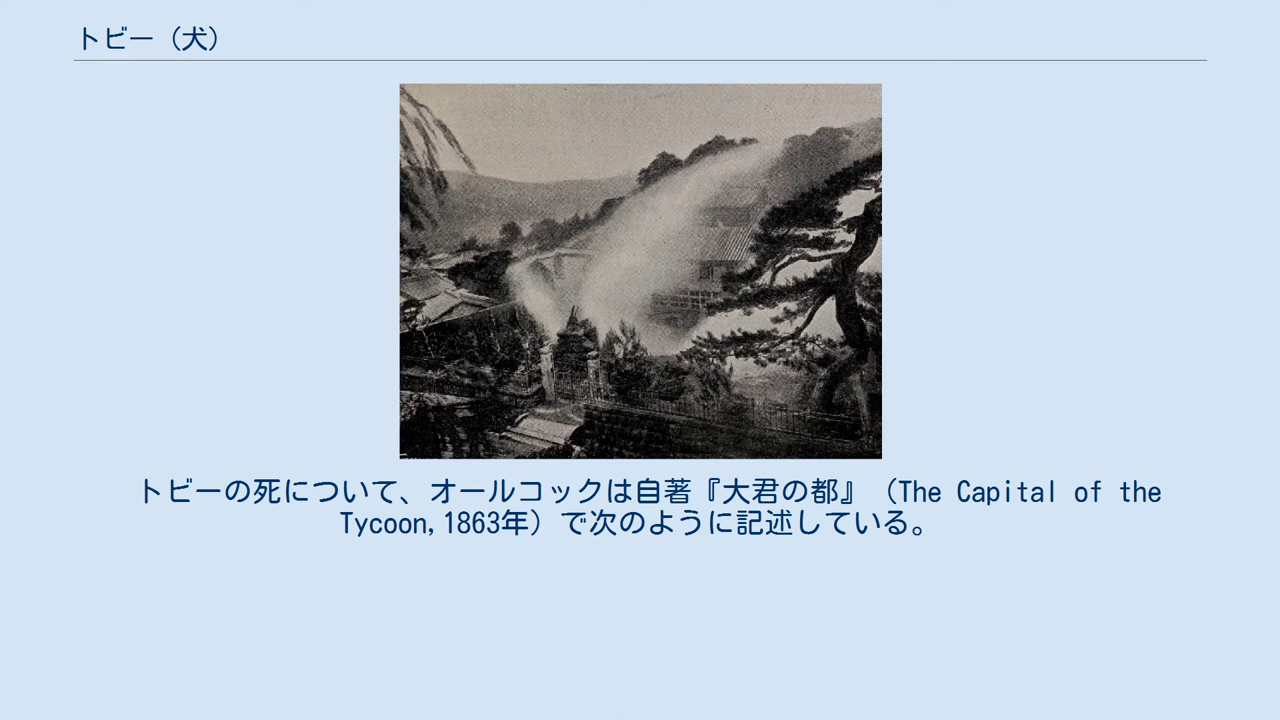 トビー（犬）
トビーの死について、オールコックは自著『大君の都』（The Capital of the
Tycoon,1863年）で次のように記述している。